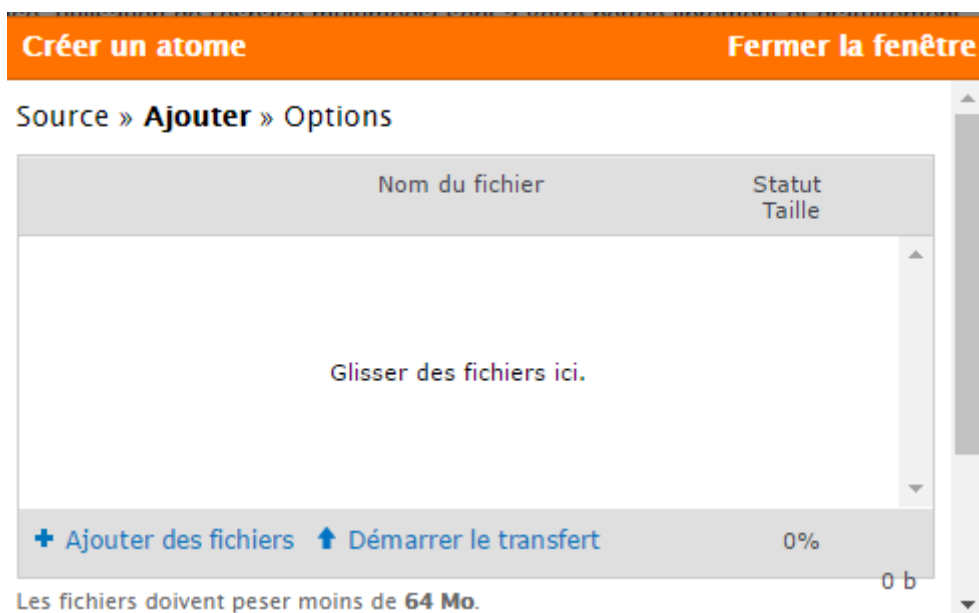 Créer un atome Fermer la fenêtre
Source » Ajouter » Options
Nom du fichier Statut
Taille
Glisser des fichiers ici.
Ajouter des fichiers Démarrer le transfert 0%
0 b
Les fichiers doivent peser moins de 64 Mo.